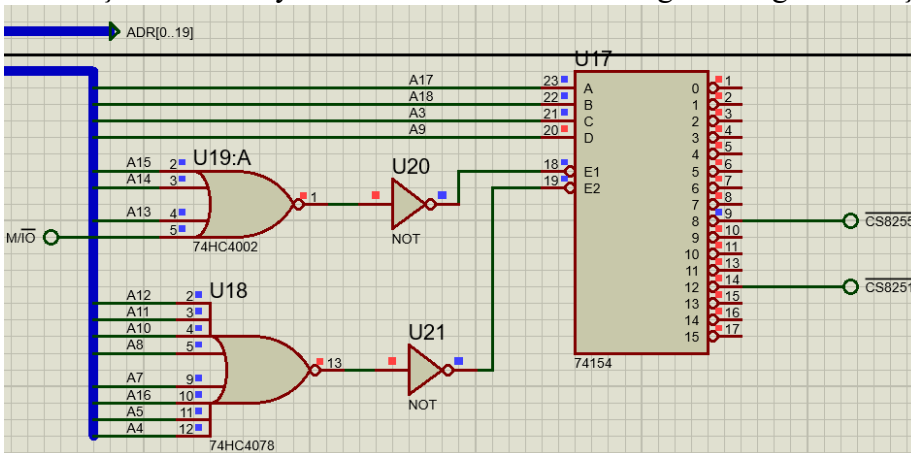 ADR[0..19]
U17
A17 23 A 0 1
A18 22 B 1 2
A3 21 C 2 3
A9 20 D 3 4
4 5
A15 2 U19:A U20 18 E1 5 6
A14 3 19 E2 6 7
1 7 8
A13 4 8 9 CS8255
M/IO 5 NOT 9 10
74HC4002 10 11
11 13
A12 2 U18 12 14 CS8251
A11 3 13 15
A10 4 U21 14 16
A8 5 15 17
13 74154
A7 9
A16 10 NOT
A5 11
A4 12
74HC4078